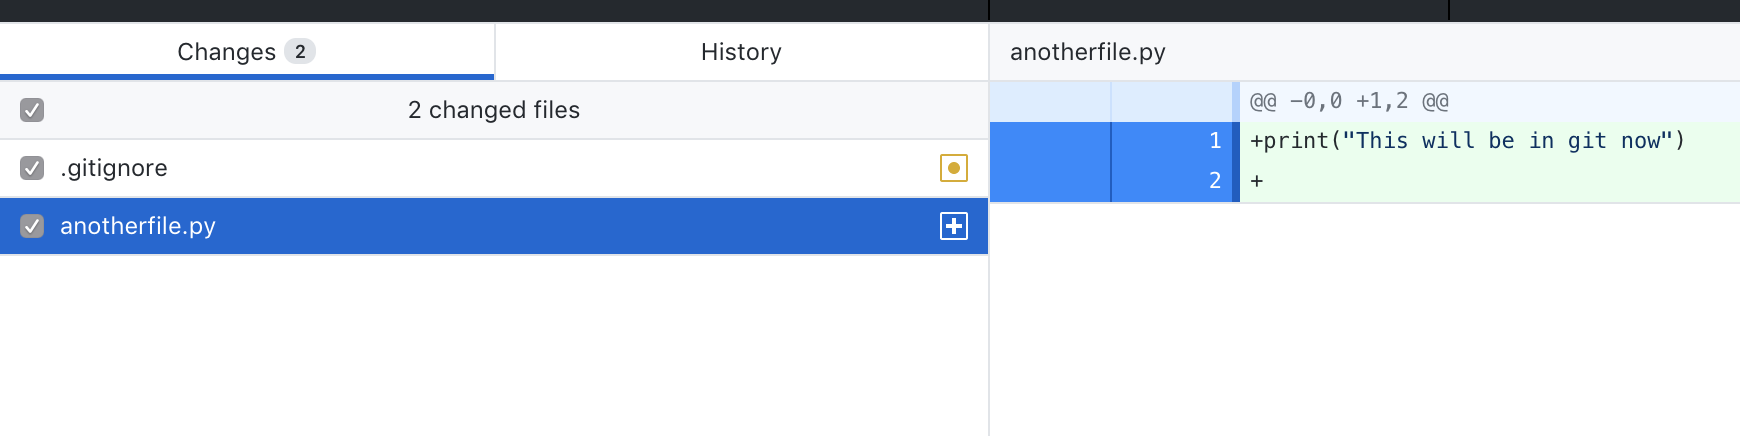 Changes 2
History
2 changed files
.gitignore
anotherfile.py
anotherfile.py
@@ -0,0 +1,2 @@
1 +print("This will be in git now")
2 +